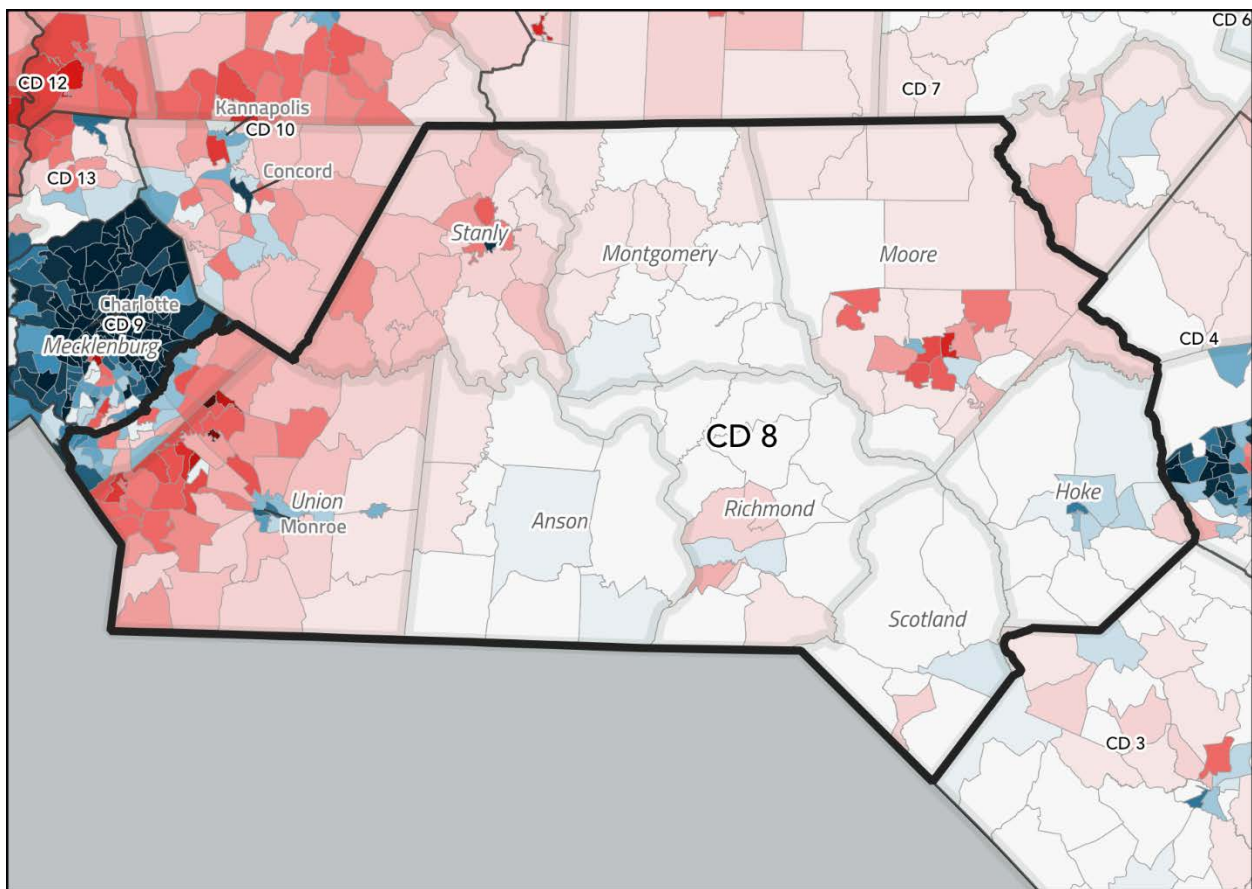 CD 6
CD 12
CD 7
Kannapolis
CD 10
Concord
CD 13
Stanly
Montgomery
Moore
Charlotte
CD 9
Mecklenburg
CD 4
CD 8
Union
Monroe
Anson
Richmond
Hoke
Scotland
CD 3